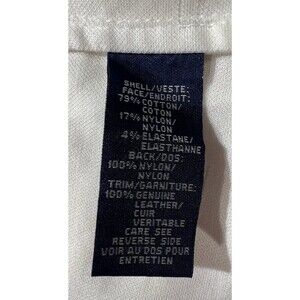 SHELL/VESTE:
FACE/ENDROIT:
79% COTTON/
COTON
17% NYLON/
NYLON
4% ELASTANE/
ELASTHANNE
BACK/DOS:
100% NYLON/
NYLON
TRIM/GARNITURE:
100% GENUINE
LEATHER/
CUIR
VERITABLE
CARE SEE
REVERSE SIDE
VOIR AU DOS POUR
ENTRETIEN